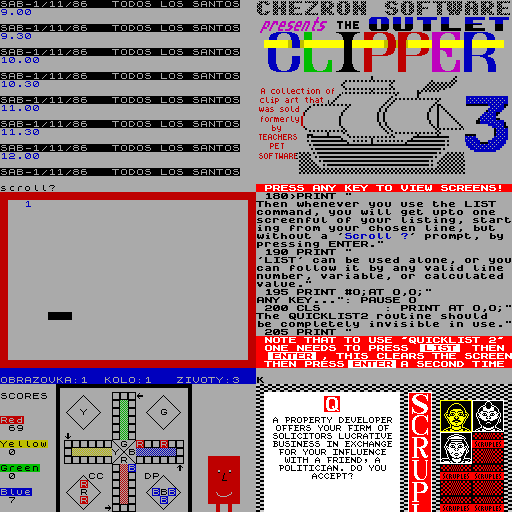 SAB-1/11/86 TODOS LOS SANTOS
9.00
SAB-1/11/86 TODOS LOS SANTOS
9.30
SAB-1/11/86 TODOS LOS SANTOS
10.00
SAB-1/11/86 TODOS LOS SANTOS
10.30
SAB-1/11/86 TODOS LOS SANTOS
11.00
SAB-1/11/86 TODOS LOS SANTOS
11.30
SAB-1/11/86 TODOS LOS SANTOS
12.00
SAB-1/11/86 TODOS LOS SANTOS
scroll?
CHEZRON SOFTWARE
presents THE OUTLET
CLIPPER
3
A collection of
clip art that
was sold
formerly
by
TEACHERS
PET
SOFTWARE
PRESS ANY KEY TO VIEW SCREENS!
1
OBRAZOVKA:1 KOLO:1 ZIVOTY:3
180>PRINT "
Then whenever you use the LIST
command, you will get upto one
screenful of your listing, start
ing from your chosen line, but
without a 'Scroll ?' prompt, by
pressing ENTER."
190 PRINT "
'LIST' can be used alone, or you
can follow it by any valid line
number, variable, or calculated
value."
195 PRINT #0;AT 0,0;"
ANY KEY...": PAUSE 0
200 CLS : PRINT AT 0,0;"
The QUICKLIST2 routine should
be completely invisible in use."
205 PRINT "
NOTE THAT TO USE "QUICKLIST 2"
ONE NEEDS TO PRESS LIST THEN
ENTER , THIS CLEARS THE SCREEN
THEN PRESS ENTER A SECOND TIME
K
SCORES
Red
69
Yellow
0
Green
0
Blue
7
Y
G
Y
G
B
R
CC
DP
R
B
R
B
B
B
Q
A PROPERTY DEVELOPER
OFFERS YOUR FIRM OF
SOLICITORS LUCRATIVE
BUSINESS IN EXCHANGE
FOR YOUR INFLUENCE
WITH A FRIEND; A
POLITICIAN. DO YOU
ACCEPT?
SCRUPL
SCRUPLES
SCRUPLES
SCRUPLES
SCRUPLES
SCRUPLES
SCRUPLES